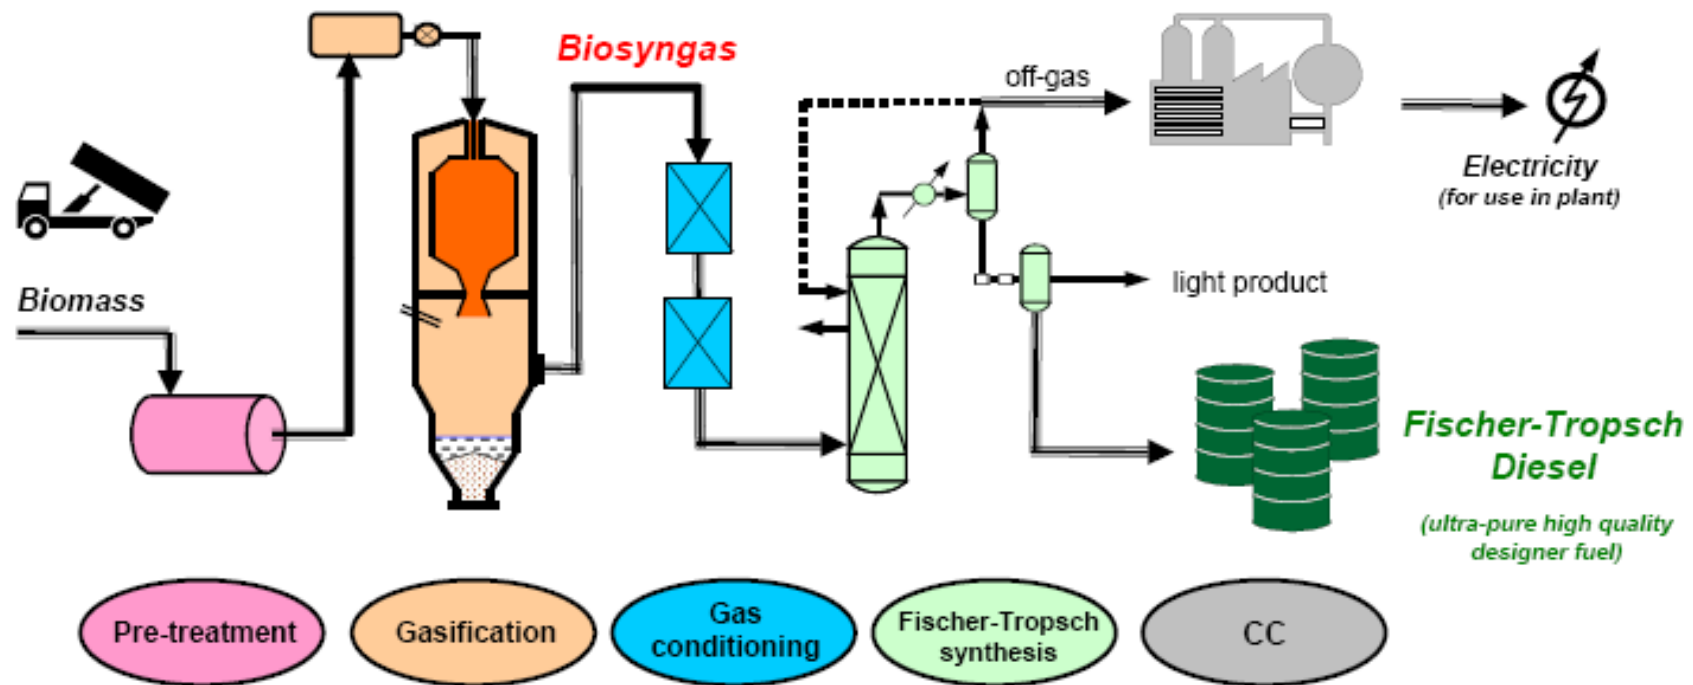 Biosyngas
off-gas
Electricity
(for use in plant)
Biomass
light product
Fischer-Tropsch
Diesel
(ultra-pure high quality
designer fuel)
Pre-treatment
Gasification
Gas
conditioning
Fischer-Tropsch
synthesis
CC